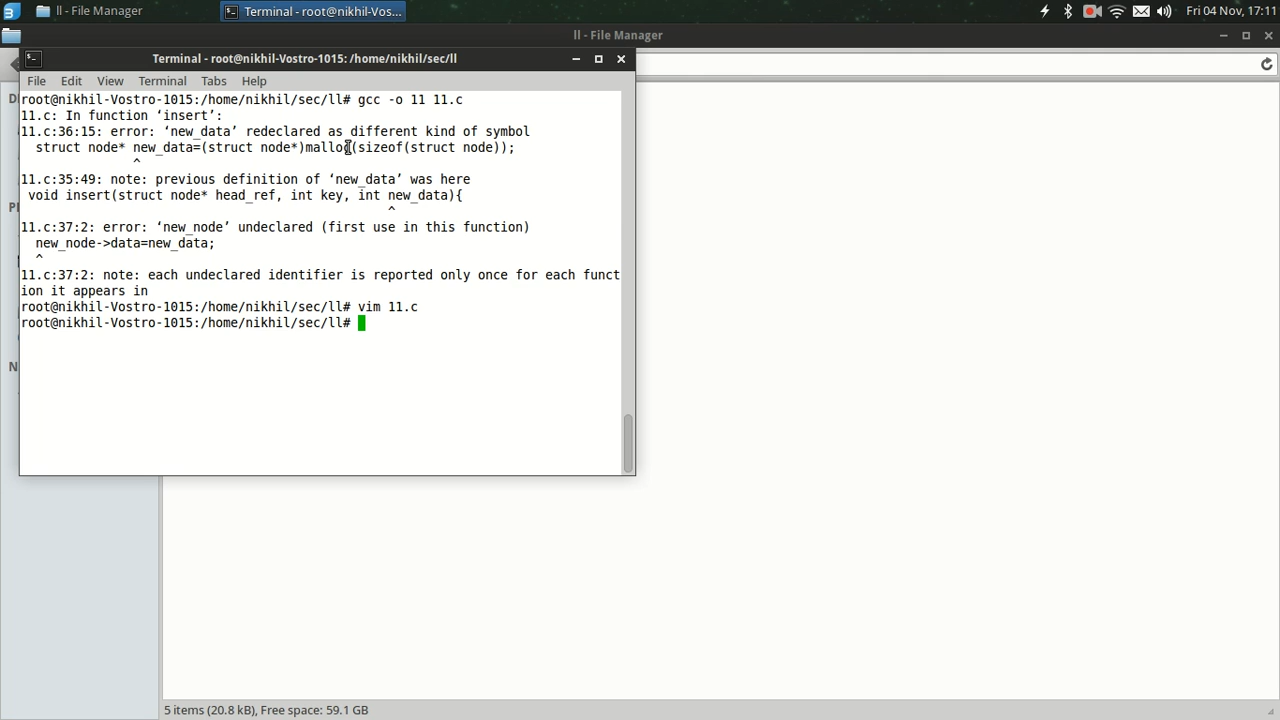 ll - File Manager
Terminal - root@nikhil-Vos...
Fri 04 Nov, 17:11
ll - File Manager
Terminal - root@nikhil-Vostro-1015: /home/nikhil/sec/ll
File Edit View Terminal Tabs Help
root@nikhil-Vostro-1015:/home/nikhil/sec/ll# gcc -o 11 11.c
11.c: In function ‘insert’:
11.c:36:15: error: ‘new_data’ redeclared as different kind of symbol
struct node* new_data=(struct node*)malloc(sizeof(struct node));
^
11.c:35:49: note: previous definition of ‘new_data’ was here
void insert(struct node* head_ref, int key, int new_data){
^
11.c:37:2: error: ‘new_node’ undeclared (first use in this function)
new_node->data=new_data;
^
11.c:37:2: note: each undeclared identifier is reported only once for each funct
ion it appears in
root@nikhil-Vostro-1015:/home/nikhil/sec/ll# vim 11.c
root@nikhil-Vostro-1015:/home/nikhil/sec/ll#
5 items (20.8 kB), Free space: 59.1 GB